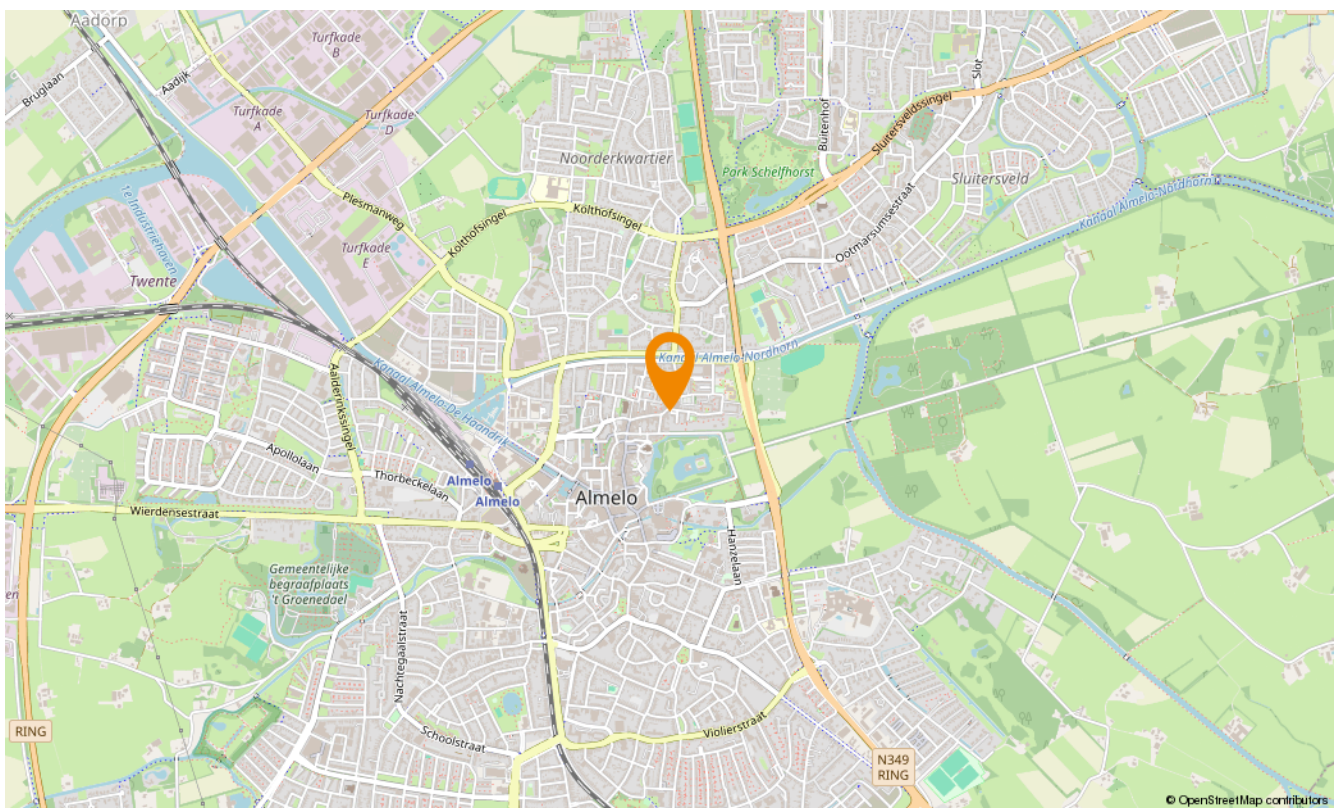 Aadorp
Turfkade
B
Bruglaan
Aadijk
Turfkade
A
Turfkade
D
Slot
Buitenhof
Sluitersveldssingel
Noorderkwartier
Park Schelfhorst
Sluitersveld
Plesmanweg
Kolthofsingel
Kolthofsingel
Ootmarsumsestraat
Kanaal Almelo-Nordhorn
1e Industriehaven
Turfkade
E
Twente
Kanaal Almelo-Nordhorn
Aalderinkssingel
Kanaal Almelo-De Haandrik
Apollolaan
Thorbeckelaan
Almelo
Almelo
Almelo
Wierdensestraat
Hanzelaan
Gemeentelijke
begraafplaats
't Groenedael
Nachtegaalstraat
Violierstraat
Schoolstraat
RING
N349
RING
© OpenStreetMap contributors